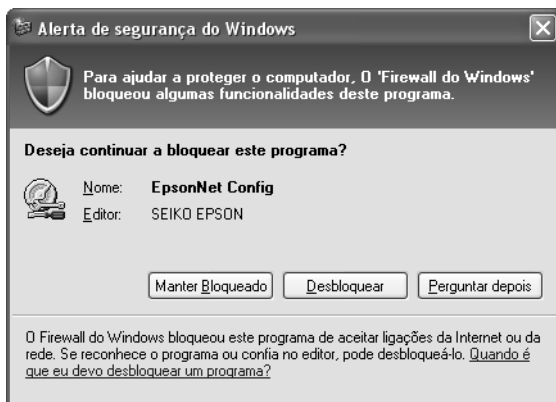 Alerta de segurança do Windows
Para ajudar a proteger o computador, O 'Firewall do Windows'
bloqueou algumas funcionalidades deste programa.
Deseja continuar a bloquear este programa?
Nome: EpsonNet Config
Editor: SEIKO EPSON
Manter Bloqueado Desbloquear Perguntar depois
O Firewall do Windows bloqueou este programa de aceitar ligações da Internet ou da
rede. Se reconhece o programa ou confia no editor, pode desbloqueá-lo. Quando é
que eu devo desbloquear um programa?